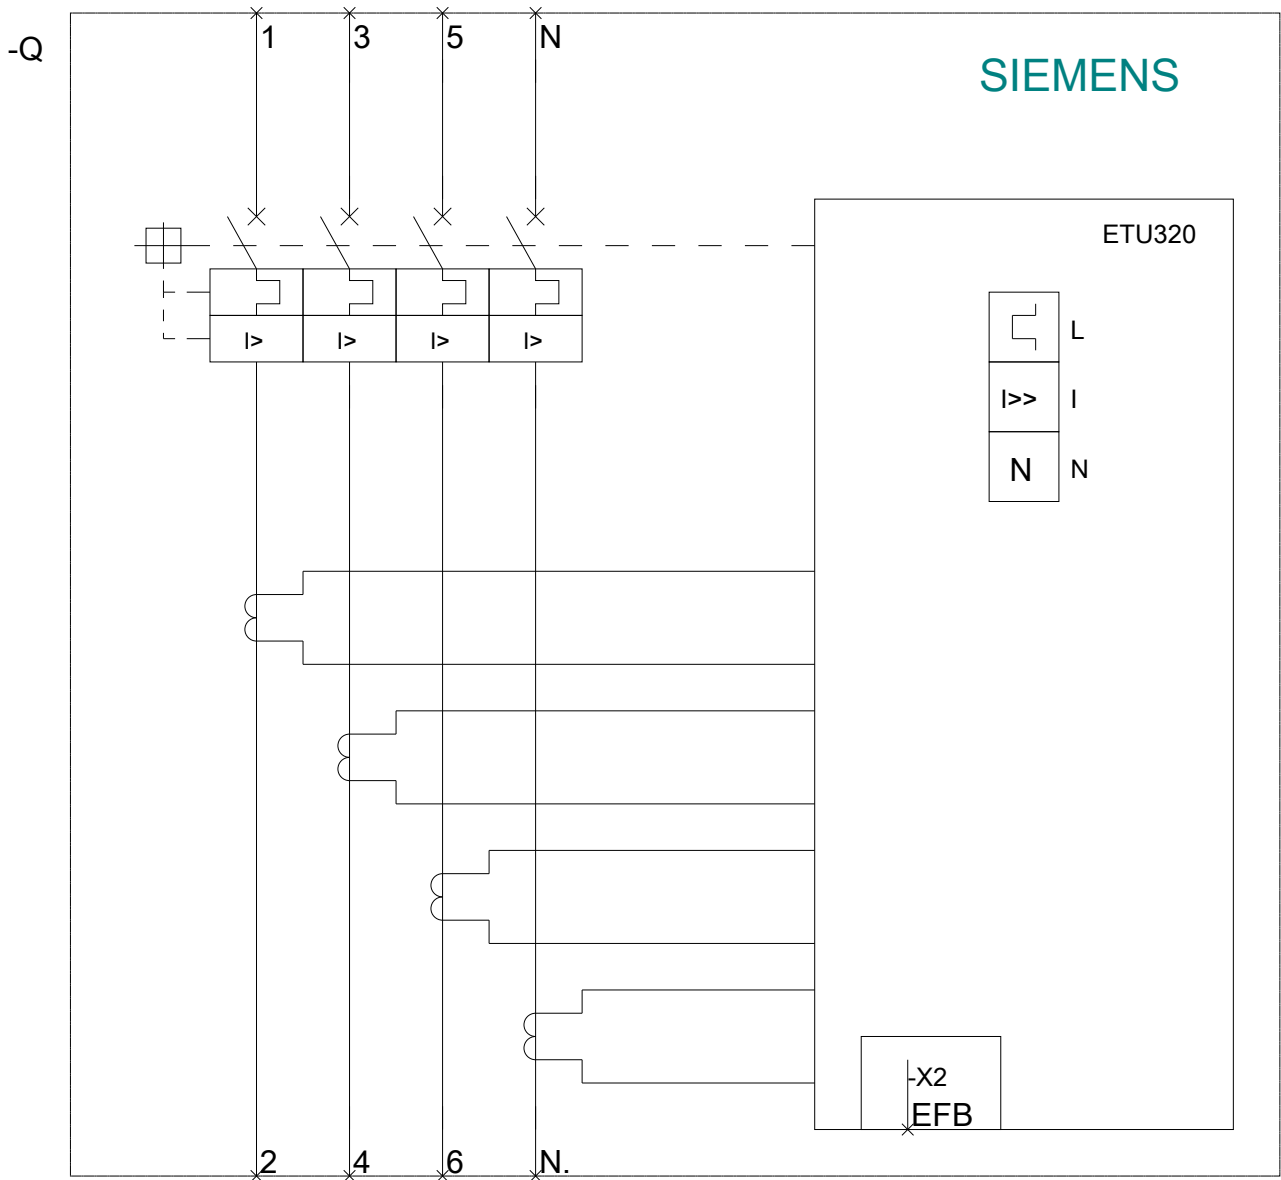 1 3 5 N
-Q
SIEMENS
ETU320
L
I> I> I> I>
I>> I
N N
-X2
EFB
2 4 6 N.